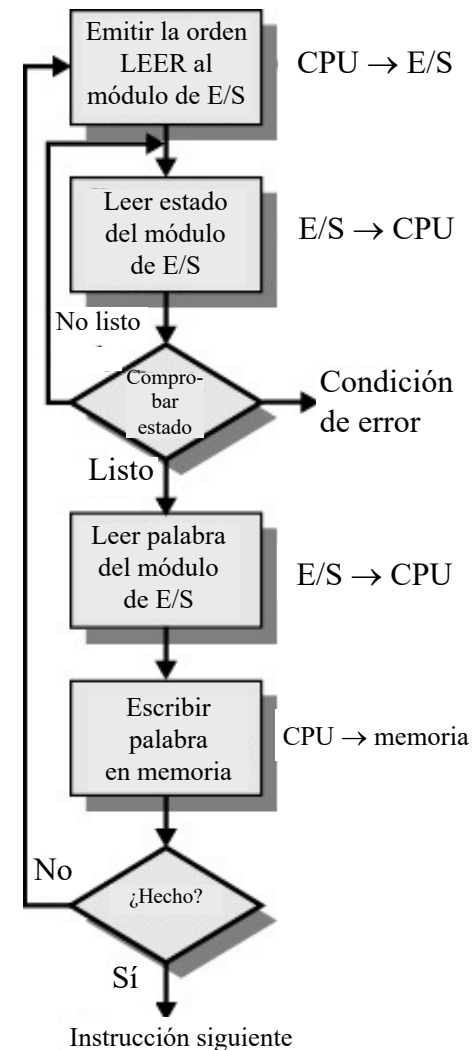 Emitir la orden
LEER al
módulo de E/S
CPU → E/S
Leer estado
del módulo
de E/S
E/S → CPU
No listo
Compro-
bar
estado
Condición
de error
Listo
Leer palabra
del módulo
de E/S
E/S → CPU
Escribir
palabra
en memoria
CPU → memoria
No
¿Hecho?
Sí
Instrucción siguiente